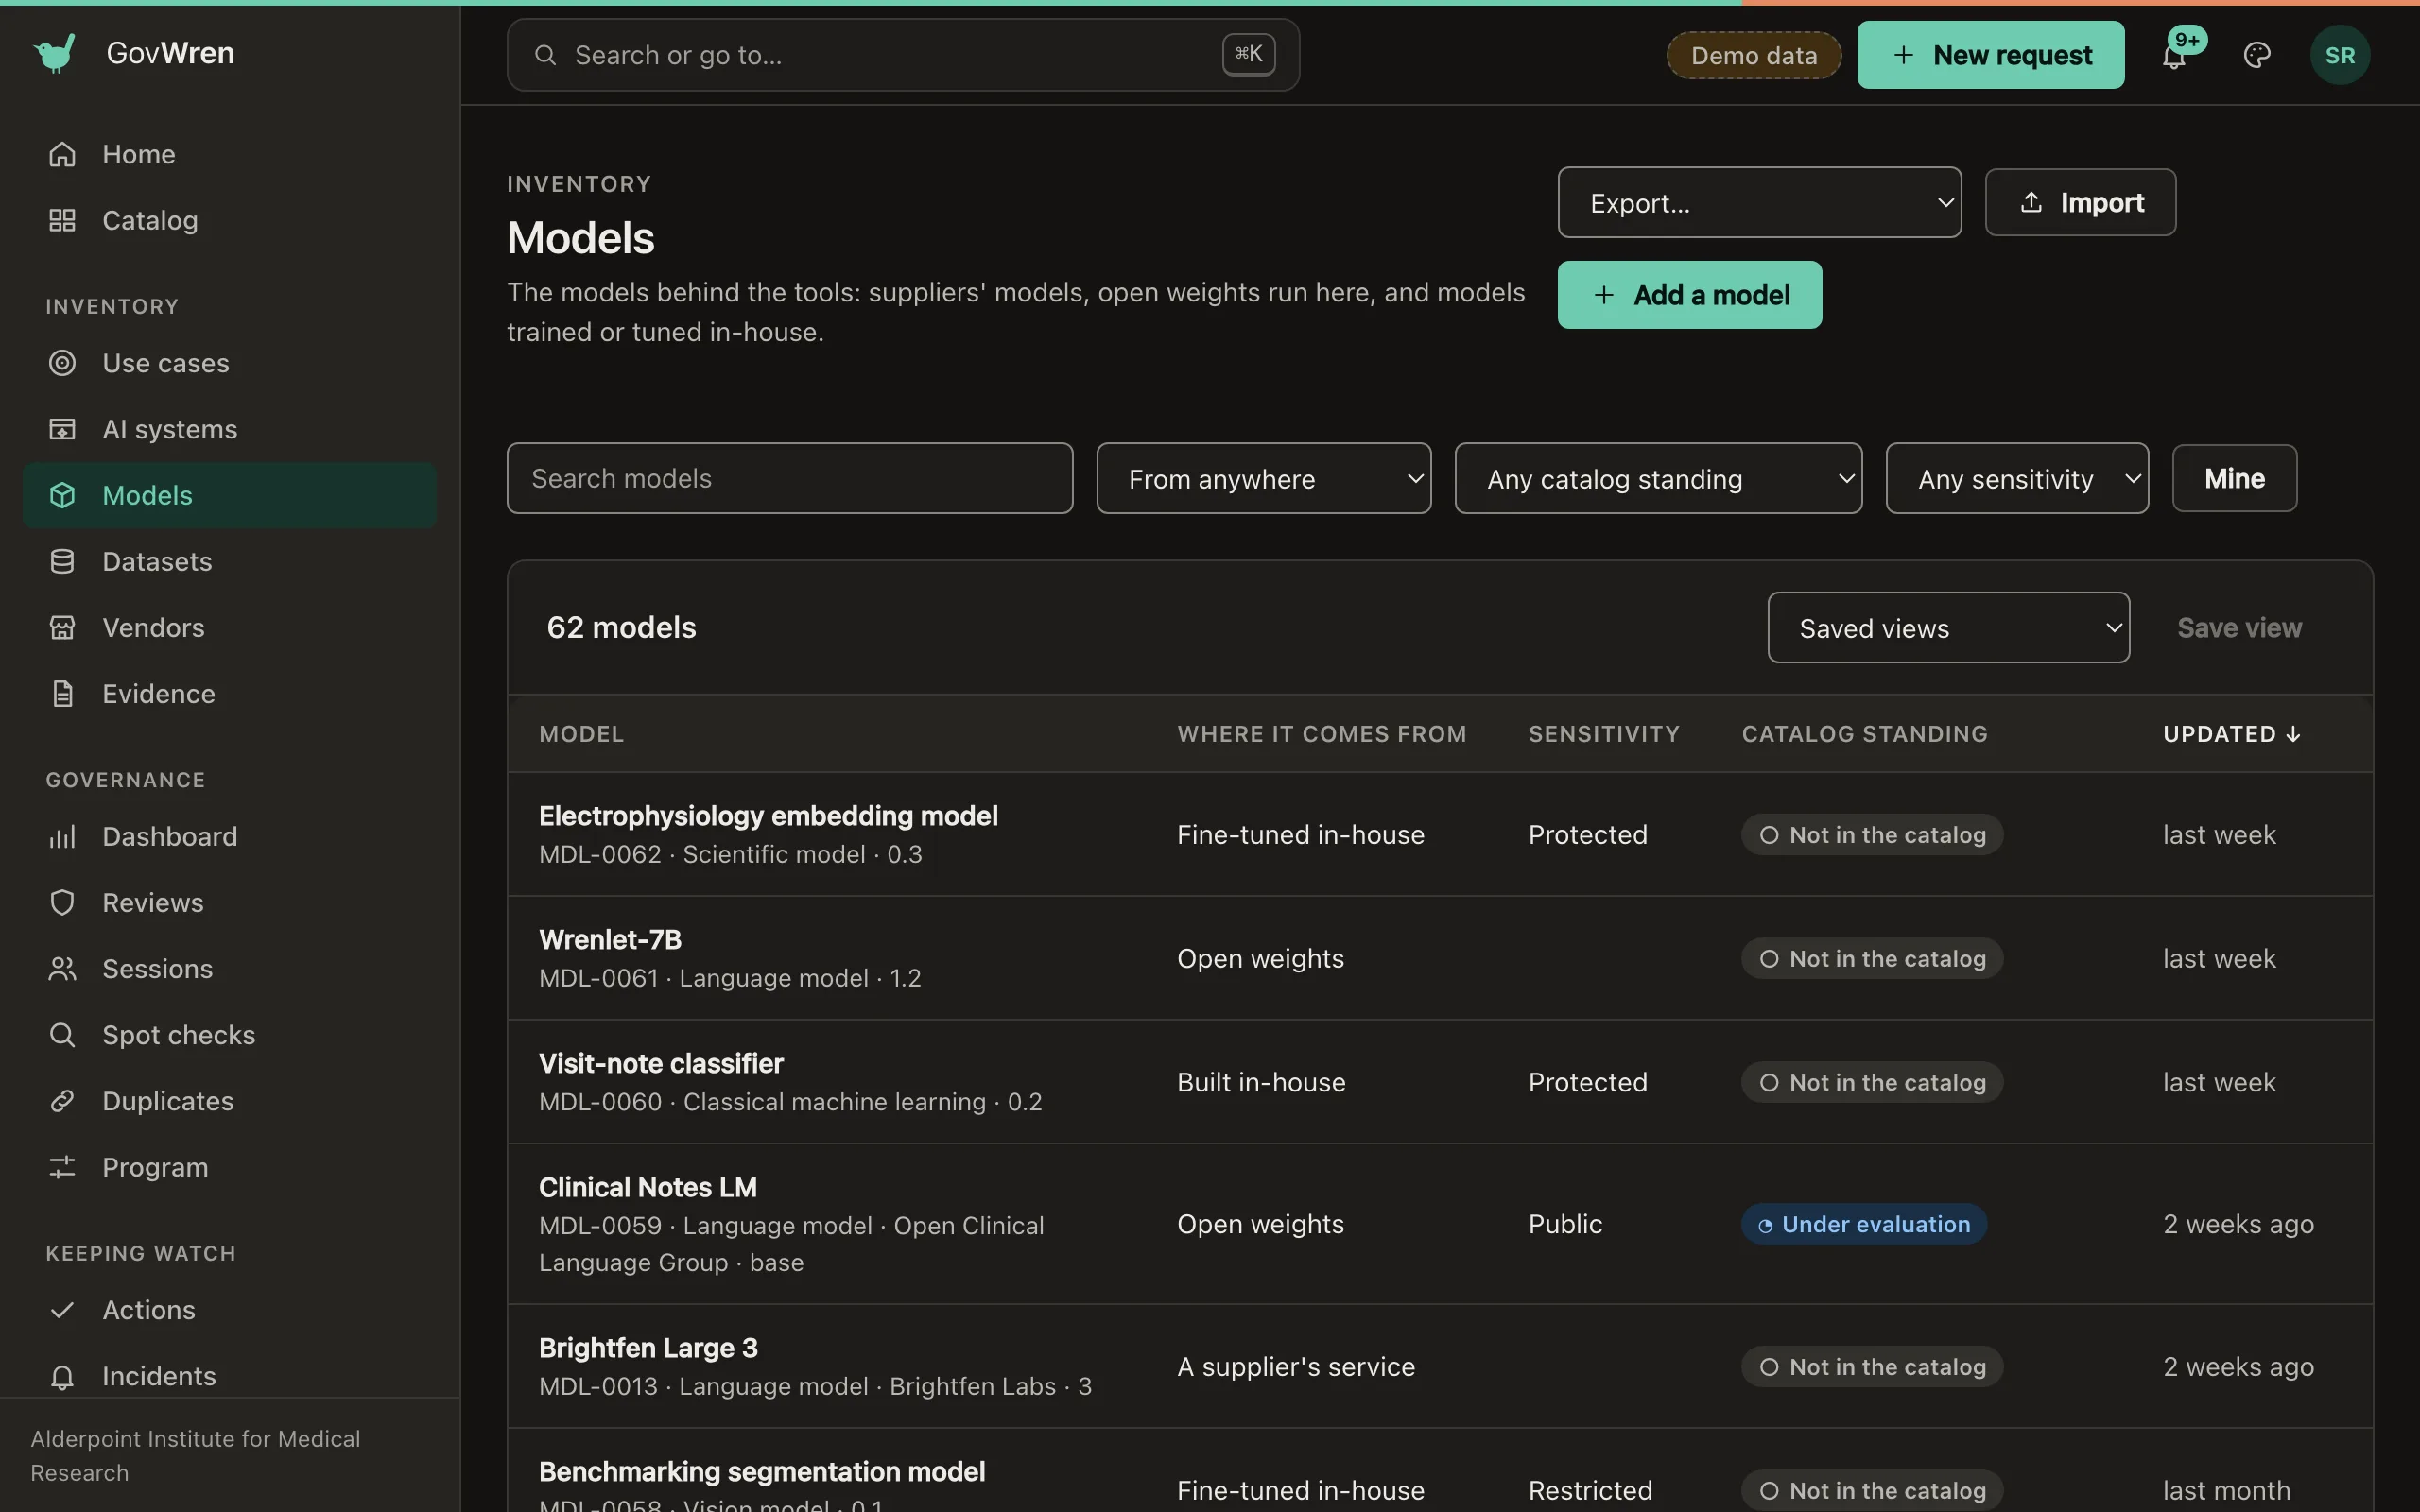 GovWren
Search or go to...
⌘K
Demo data
+ New request
9+
SR
Home
Catalog
INVENTORY
Use cases
AI systems
Models
Datasets
Vendors
Evidence
GOVERNANCE
Dashboard
Reviews
Sessions
Spot checks
Duplicates
Program
KEEPING WATCH
Actions
Incidents
Alderpoint Institute for Medical
Research
INVENTORY
Models
The models behind the tools: suppliers' models, open weights run here, and models
trained or tuned in-house.
Export...
Import
+ Add a model
Search models
From anywhere
Any catalog standing
Any sensitivity
Mine
62 models
Saved views
Save view
MODEL WHERE IT COMES FROM SENSITIVITY CATALOG STANDING UPDATED ↓
Electrophysiology embedding model
MDL-0062 · Scientific model · 0.3
Fine-tuned in-house Protected Not in the catalog last week
Wrenlet-7B
MDL-0061 · Language model · 1.2
Open weights Not in the catalog last week
Visit-note classifier
MDL-0060 · Classical machine learning · 0.2
Built in-house Protected Not in the catalog last week
Clinical Notes LM
MDL-0059 · Language model · Open Clinical
Language Group · base
Open weights Public Under evaluation 2 weeks ago
Brightfen Large 3
MDL-0013 · Language model · Brightfen Labs · 3
A supplier's service Not in the catalog 2 weeks ago
Benchmarking segmentation model
MDL-0058 · Vision model · 0.1
Fine-tuned in-house Restricted Not in the catalog last month